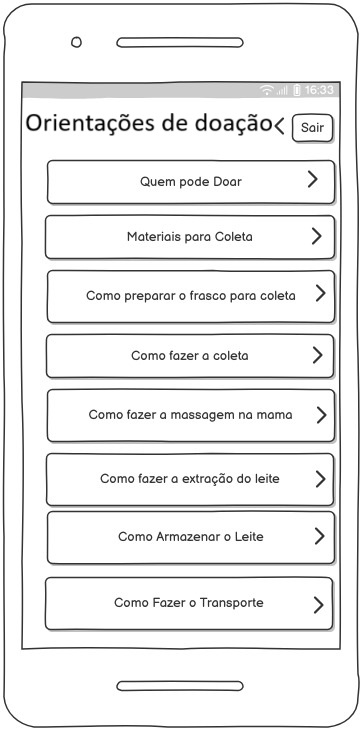 16:33
Orientações de doação
Sair
Quem pode Doar
Materiais para Coleta
Como preparar o frasco para coleta
Como fazer a coleta
Como fazer a massagem na mama
Como fazer a extração do leite
Como Armazenar o Leite
Como Fazer o Transporte